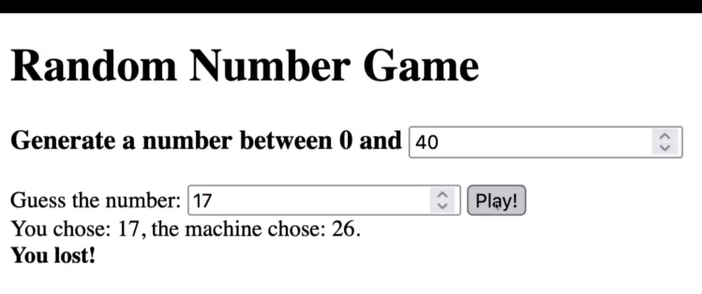 Random Number Game
Generate a number between 0 and 40
Guess the number: 17 Play!
You chose: 17, the machine chose: 26.
You lost!